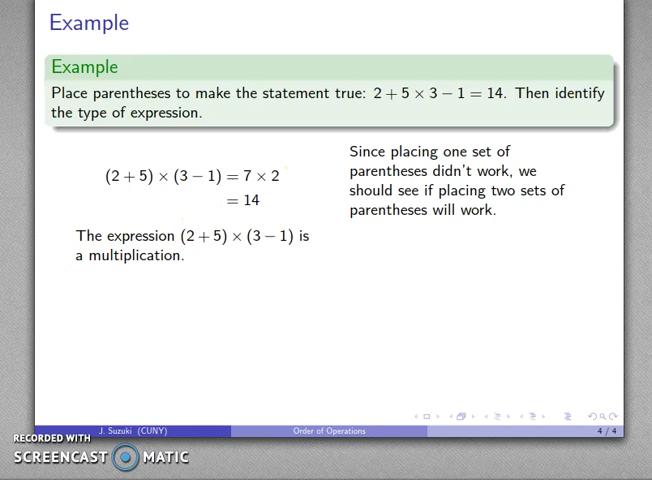 Example
Example
Place parentheses to make the statement true: 2 + 5 × 3 − 1 = 14. Then identify
the type of expression.
(2 + 5) × (3 − 1) = 7 × 2
= 14
The expression (2 + 5) × (3 − 1) is
a multiplication.
Since placing one set of
parentheses didn't work, we
should see if placing two sets of
parentheses will work.
J. Suzuki (CUNY)
Order of Operations
4 / 4
RECORDED WITH
SCREENCAST MATIC